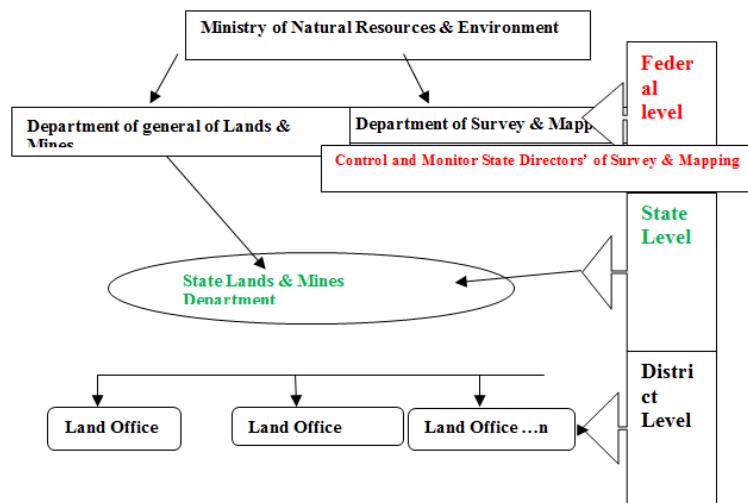 Ministry of Natural Resources & Environment
Feder
al
level
Department of general of Lands &
Mines
Department of Survey & Mapp
Control and Monitor State Directors' of Survey & Mapping
State
Level
State Lands & Mines
Department
Distri
ct
Level
Land Office
Land Office
Land Office ...n